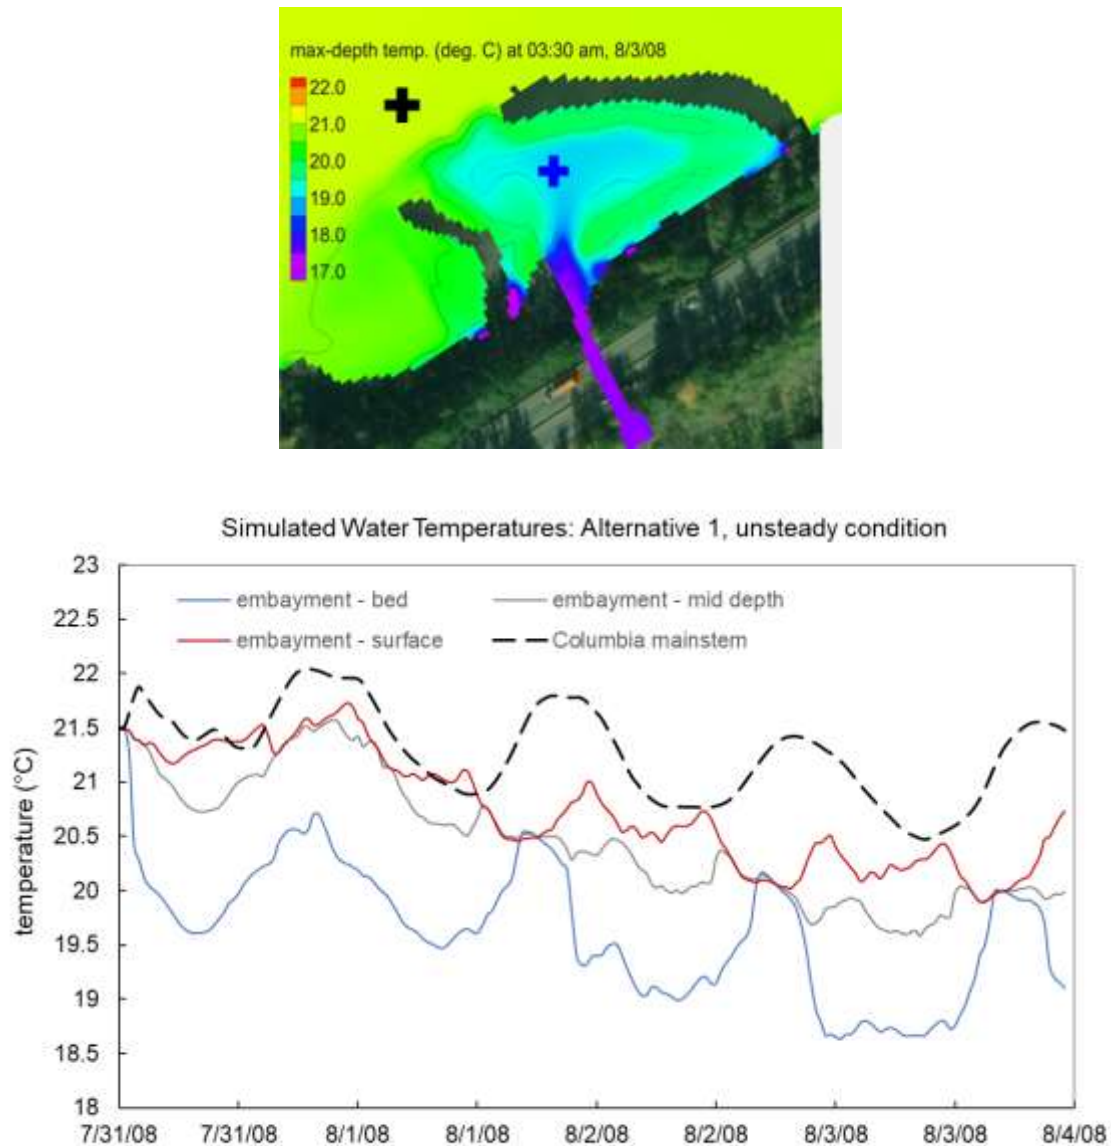 max-depth temp. (deg. C) at 03:30 am, 8/3/08
22.0
21.0
20.0
19.0
18.0
17.0
Simulated Water Temperatures: Alternative 1, unsteady condition
embayment - bed
embayment - mid depth
embayment - surface
Columbia mainstem
temperature (°C)
23
22.5
22
21.5
21
20.5
20
19.5
19
18.5
18
7/31/08 7/31/08 8/1/08 8/1/08 8/2/08 8/2/08 8/3/08 8/3/08 8/4/08